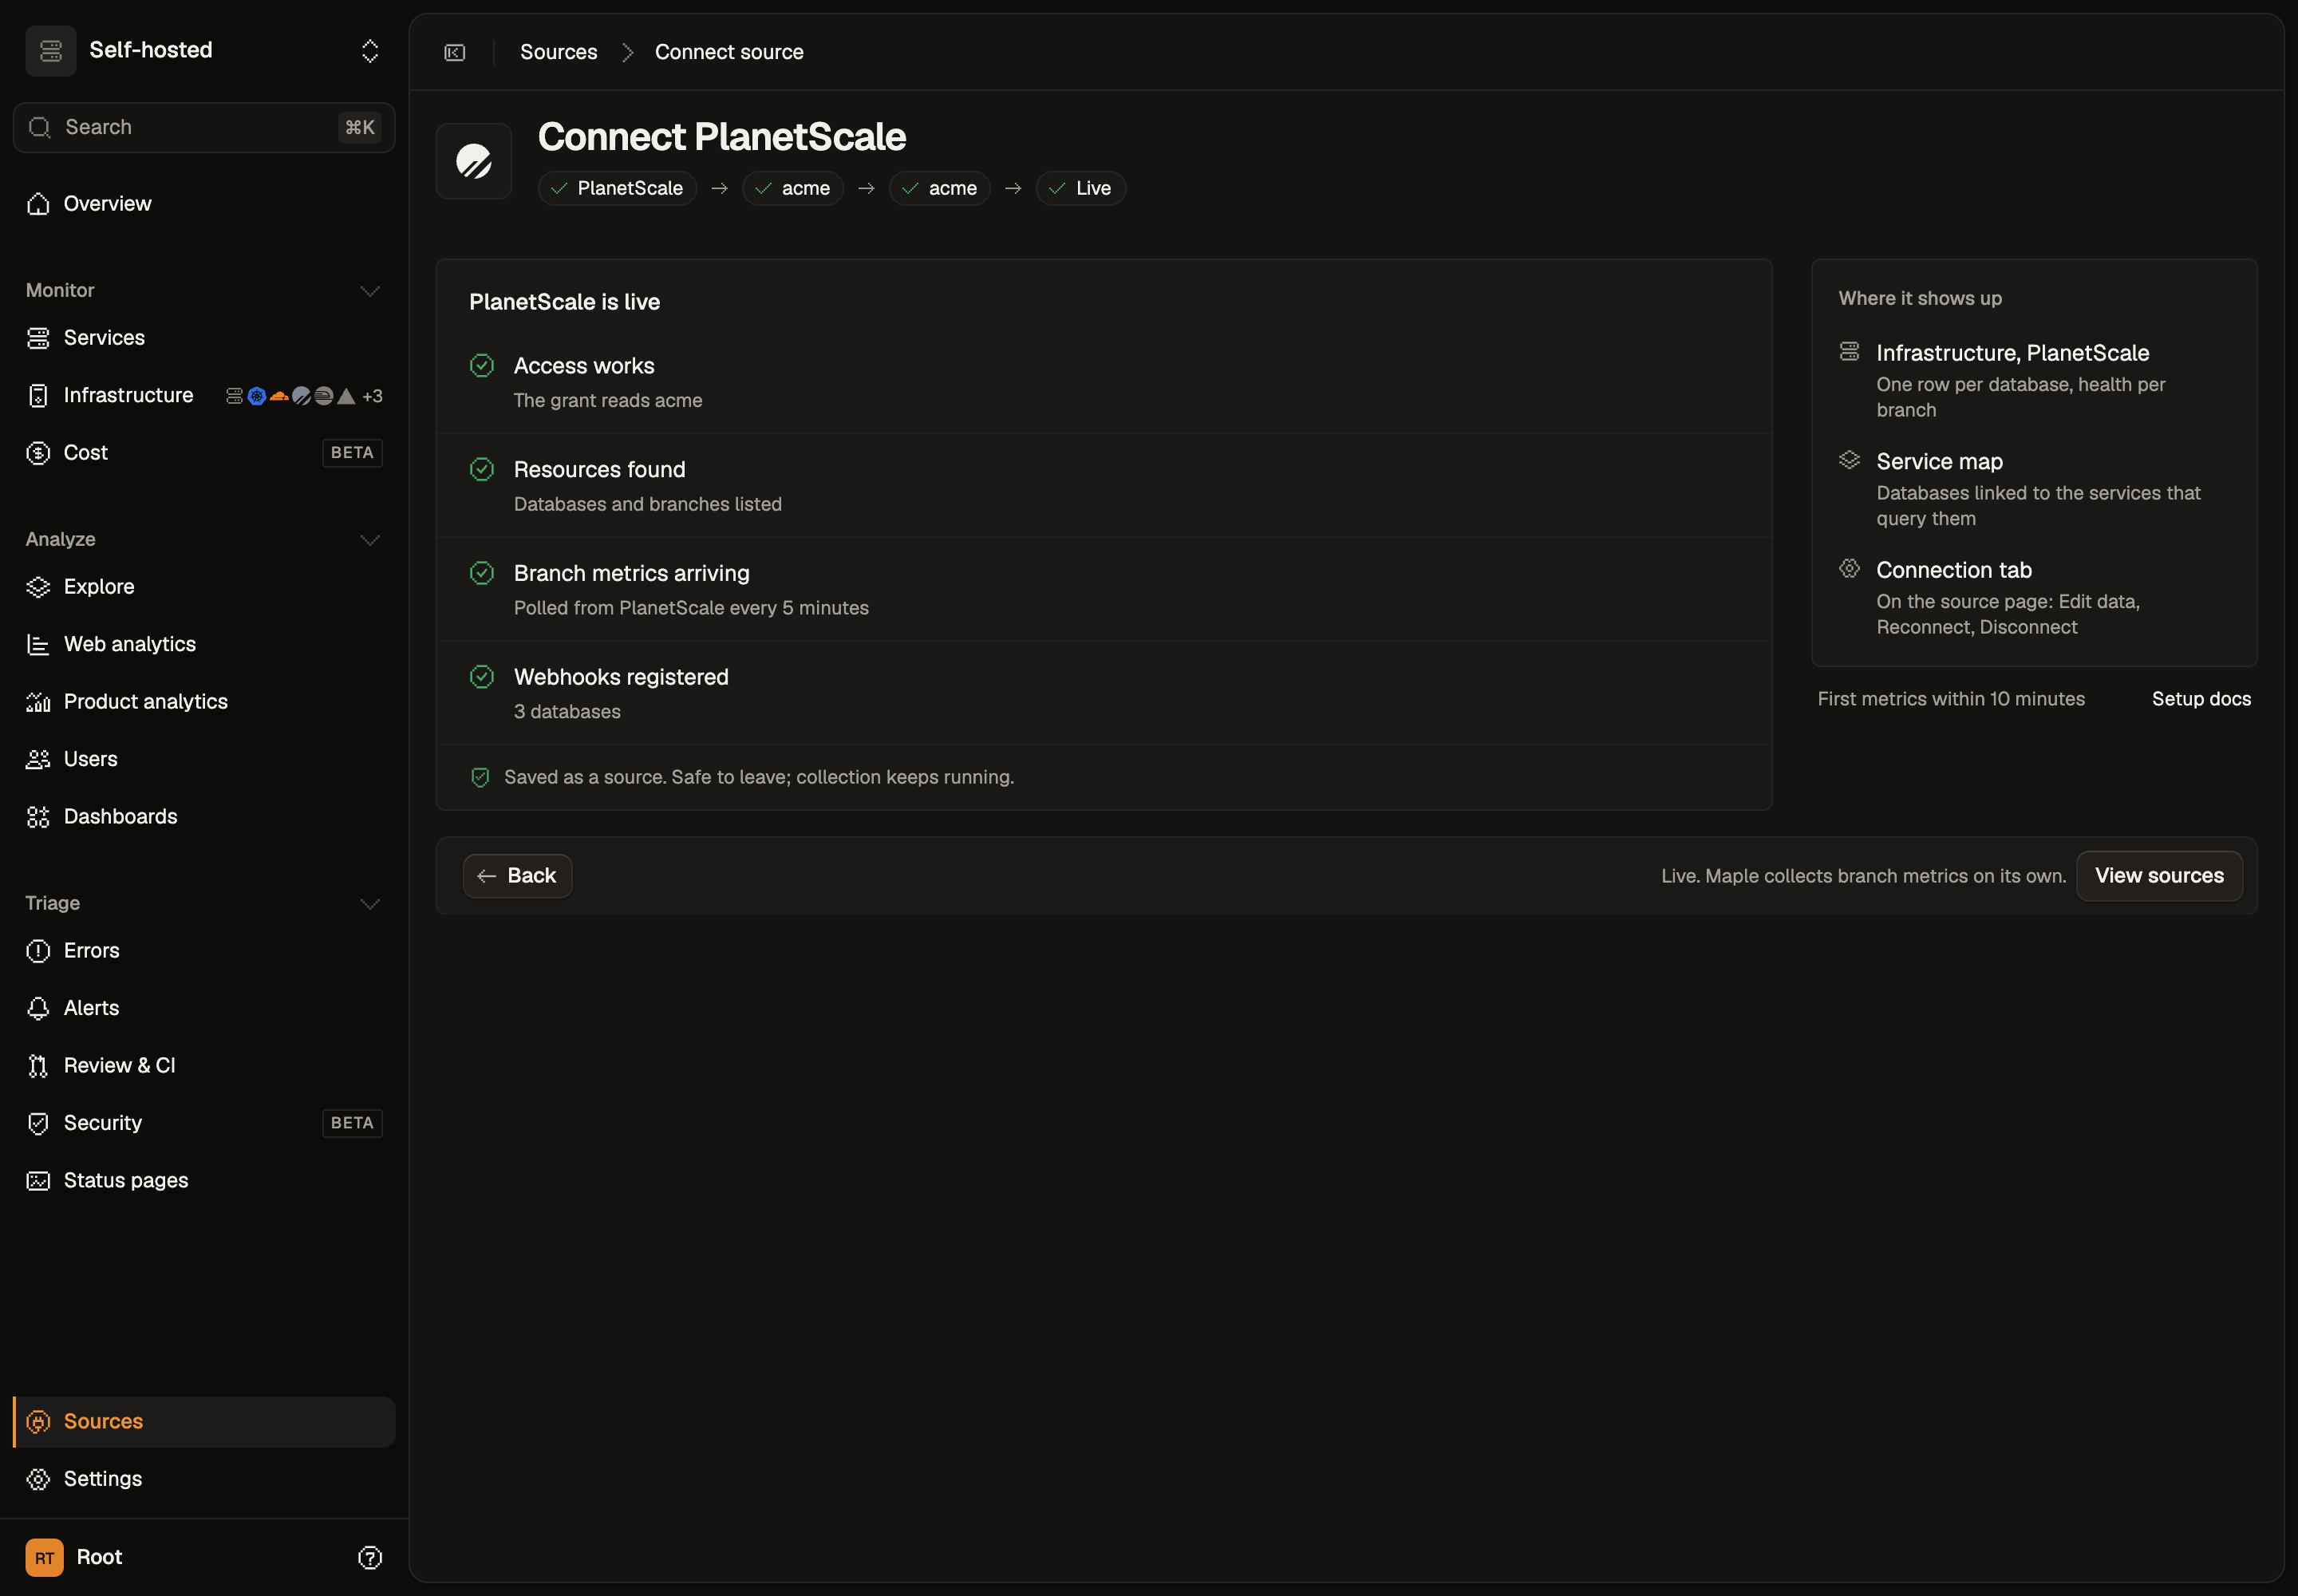 Self-hosted
Search
⌘K
Overview
Monitor
Services
Infrastructure +3
Cost BETA
Analyze
Explore
Web analytics
Product analytics
Users
Dashboards
Triage
Errors
Alerts
Review & CI
Security BETA
Status pages
Sources
Settings
RT Root
Sources Connect source
Connect PlanetScale
PlanetScale → acme → acme → Live
PlanetScale is live
Access works
The grant reads acme
Resources found
Databases and branches listed
Branch metrics arriving
Polled from PlanetScale every 5 minutes
Webhooks registered
3 databases
Saved as a source. Safe to leave; collection keeps running.
Where it shows up
Infrastructure, PlanetScale
One row per database, health per
branch
Service map
Databases linked to the services that
query them
Connection tab
On the source page: Edit data,
Reconnect, Disconnect
First metrics within 10 minutes Setup docs
← Back
Live. Maple collects branch metrics on its own. View sources